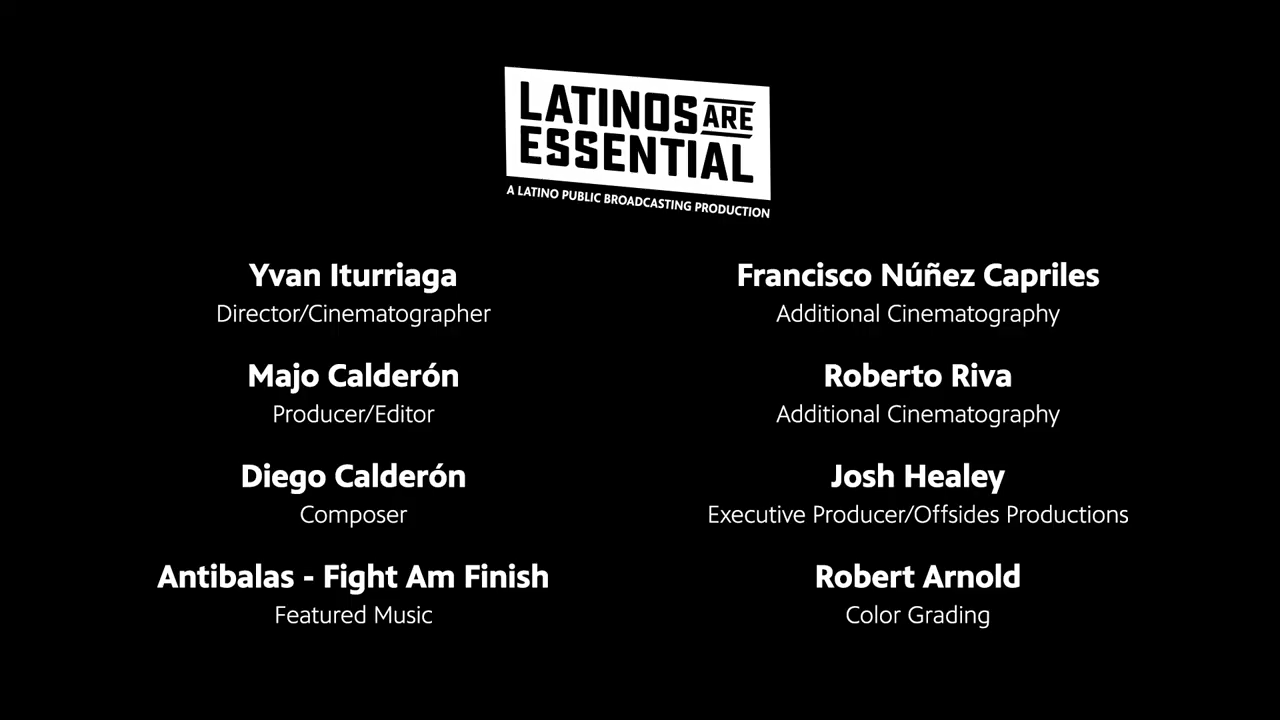 LATINOS ARE
ESSENTIAL
A LATINO PUBLIC BROADCASTING PRODUCTION
Yvan Iturriaga
Director/Cinematographer
Majo Calderón
Producer/Editor
Diego Calderón
Composer
Antibalas - Fight Am Finish
Featured Music
Francisco Núñez Capriles
Additional Cinematography
Roberto Riva
Additional Cinematography
Josh Healey
Executive Producer/Offsides Productions
Robert Arnold
Color Grading